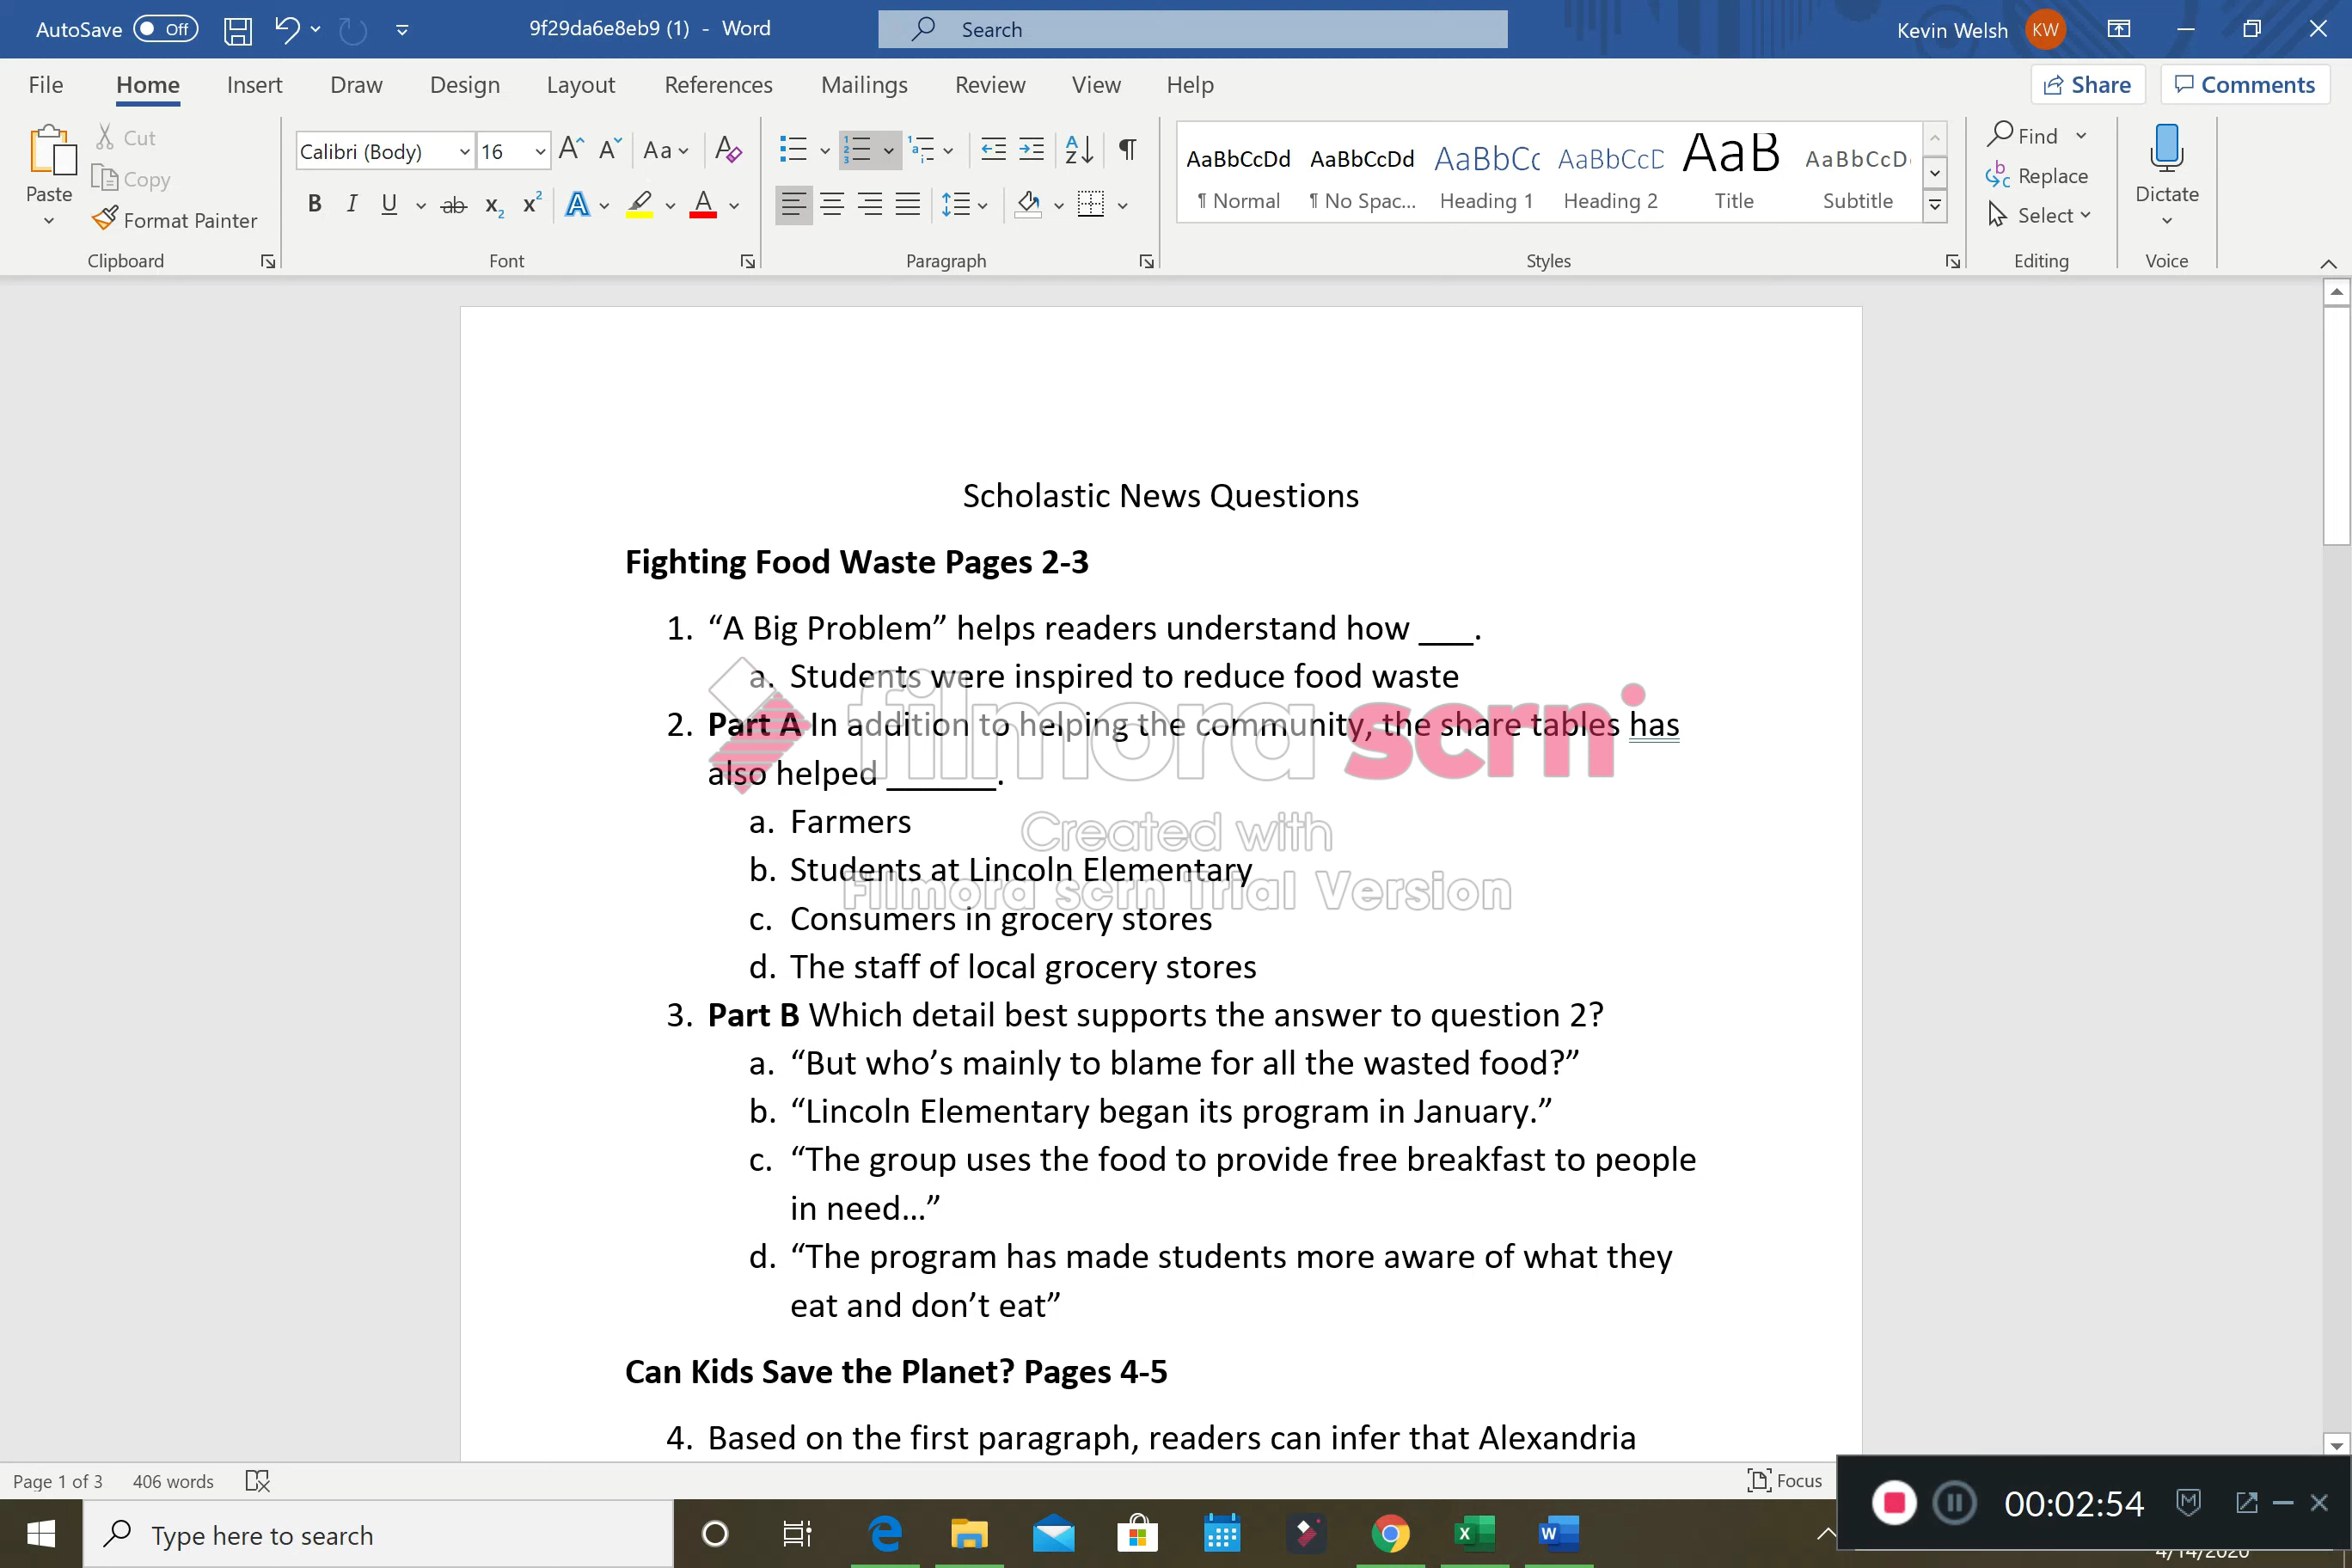 AutoSave Off 9f29da6e8eb9 (1) - Word Search Kevin Welsh KW
File Home Insert Draw Design Layout References Mailings Review View Help Share Comments
Paste Cut Copy Format Painter Clipboard
Calibri (Body) 16 Font
Paragraph
AaBbCcDd AaBbCcDd AaBbCc AaBbCcD AaB AaBbCcD
¶ Normal ¶ No Spac... Heading 1 Heading 2 Title Subtitle
Styles
Find Replace Select Editing
Dictate Voice
Scholastic News Questions
Fighting Food Waste Pages 2-3
1. “A Big Problem” helps readers understand how ___.
a. Students were inspired to reduce food waste
2. Part A In addition to helping the community, the share tables has
also helped ______.
a. Farmers
b. Students at Lincoln Elementary
c. Consumers in grocery stores
d. The staff of local grocery stores
3. Part B Which detail best supports the answer to question 2?
a. “But who’s mainly to blame for all the wasted food?”
b. “Lincoln Elementary began its program in January.”
c. “The group uses the food to provide free breakfast to people
in need…”
d. “The program has made students more aware of what they
eat and don’t eat”
Can Kids Save the Planet? Pages 4-5
4. Based on the first paragraph, readers can infer that Alexandria
filmora scrn
Created with
Filmora scrn Trial Version
Page 1 of 3 406 words Focus
00:02:54
Type here to search
4/14/2020